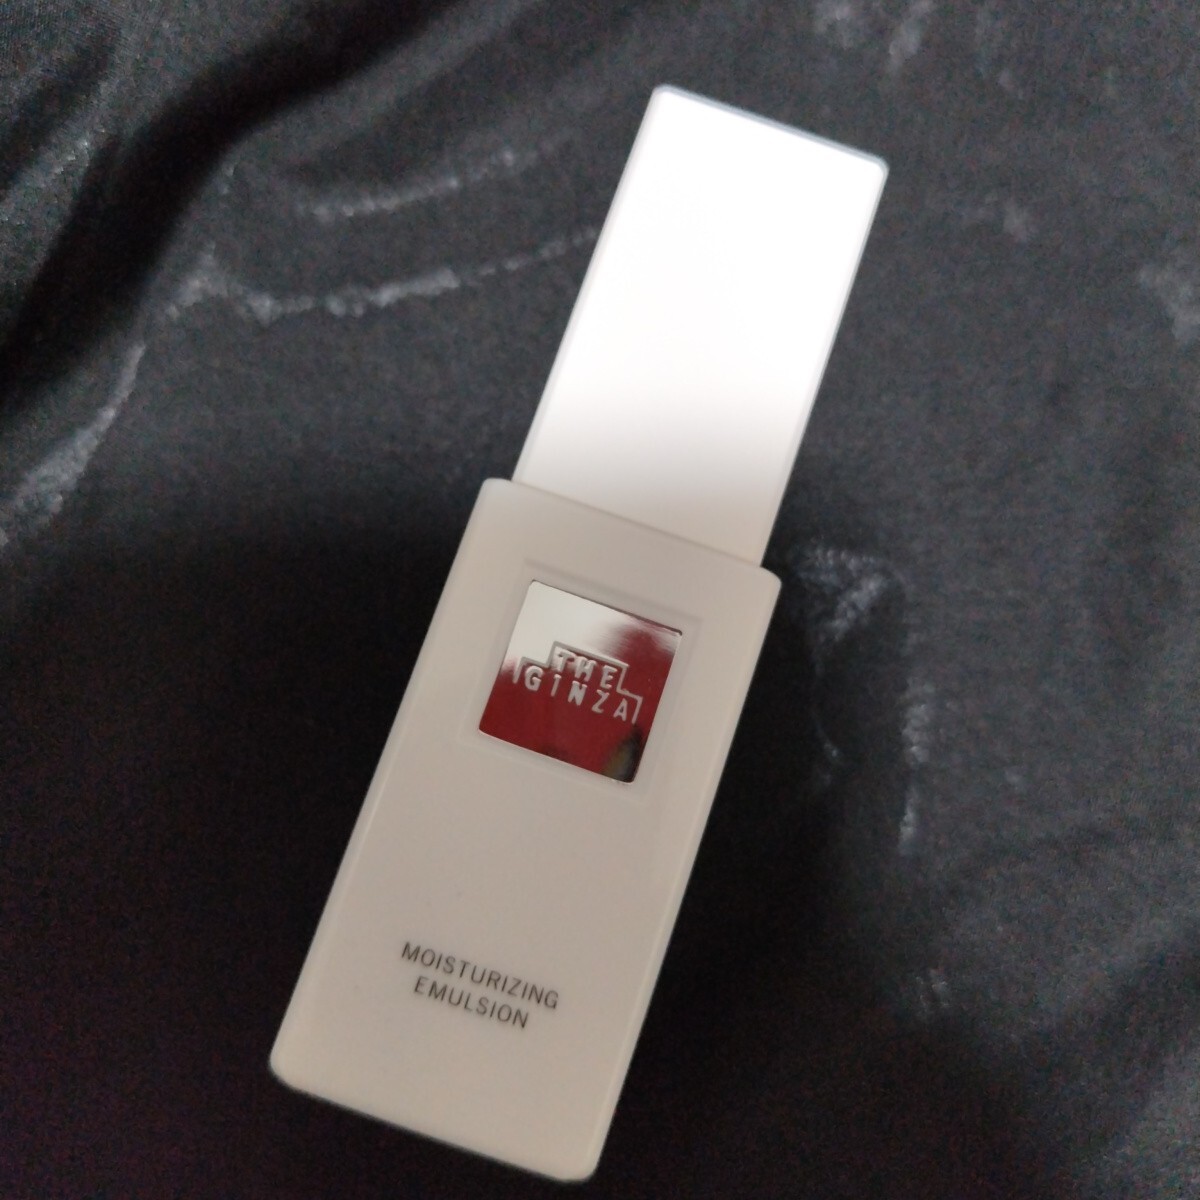 THE
GINZA
MOISTURIZING
EMULSION